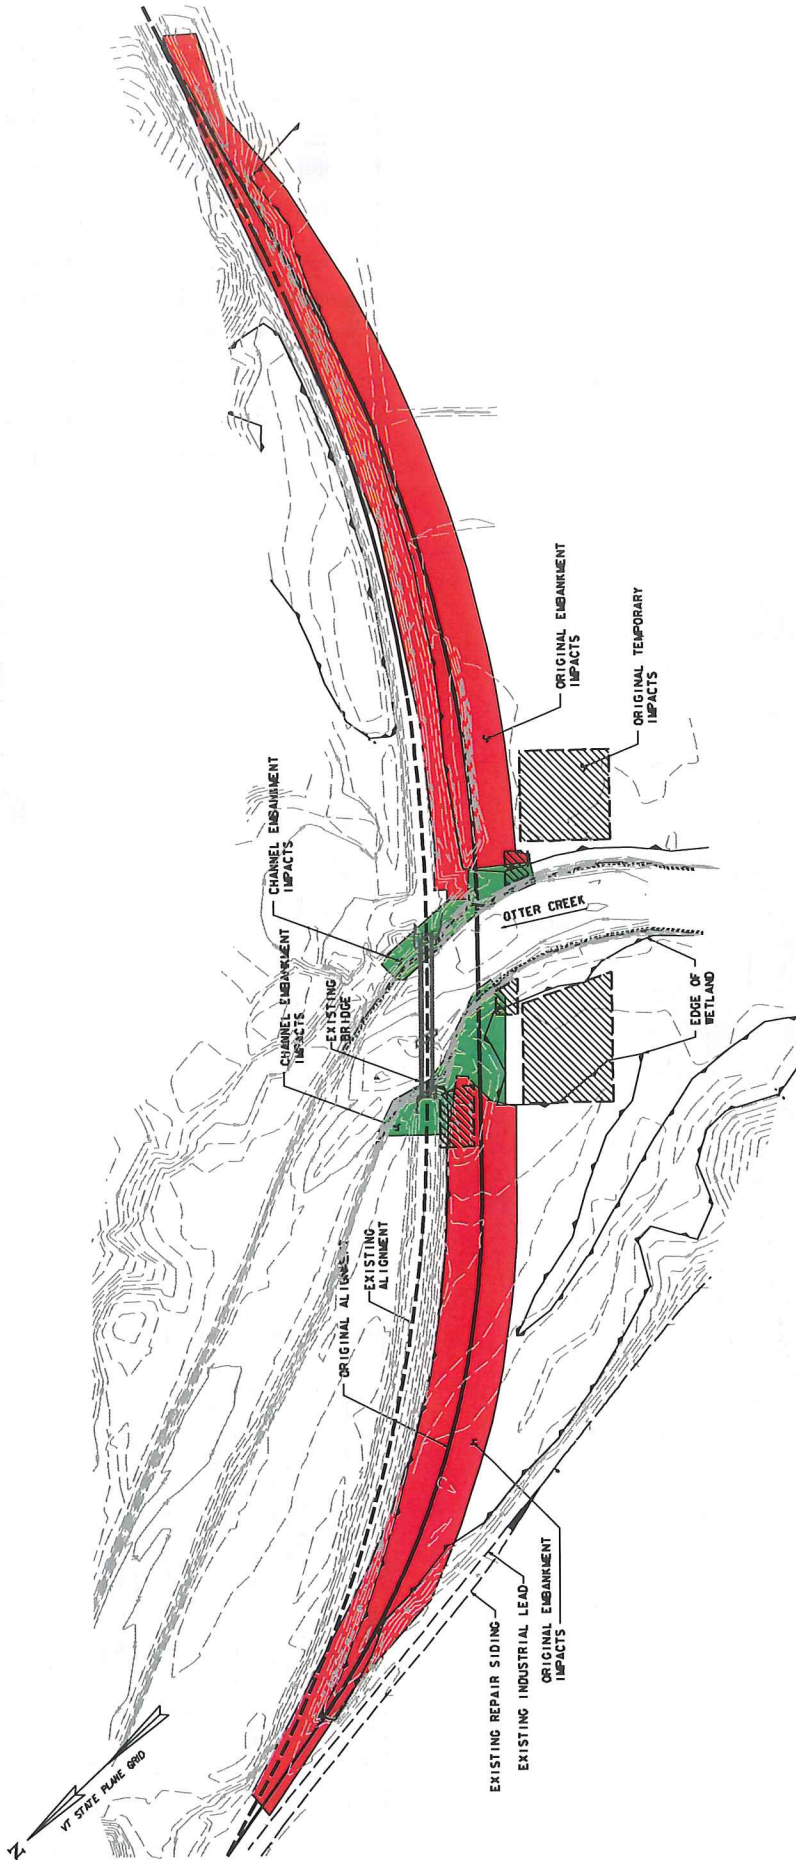 ORIGINAL EMBANKMENT
IMPACTS
ORIGINAL TEMPORARY
IMPACTS
CHANNEL EMBANKMENT
IMPACTS
OTTER CREEK
CHANNEL EMBANKMENT
IMPACTS
EXISTING
BRIDGE
EDGE OF
WETLAND
ORIGINAL ALIGNMENT
EXISTING
ALIGNMENT
EXISTING REPAIR SIDING
EXISTING INDUSTRIAL LEAD
ORIGINAL EMBANKMENT
IMPACTS
VT STATE PLANE GRID
N